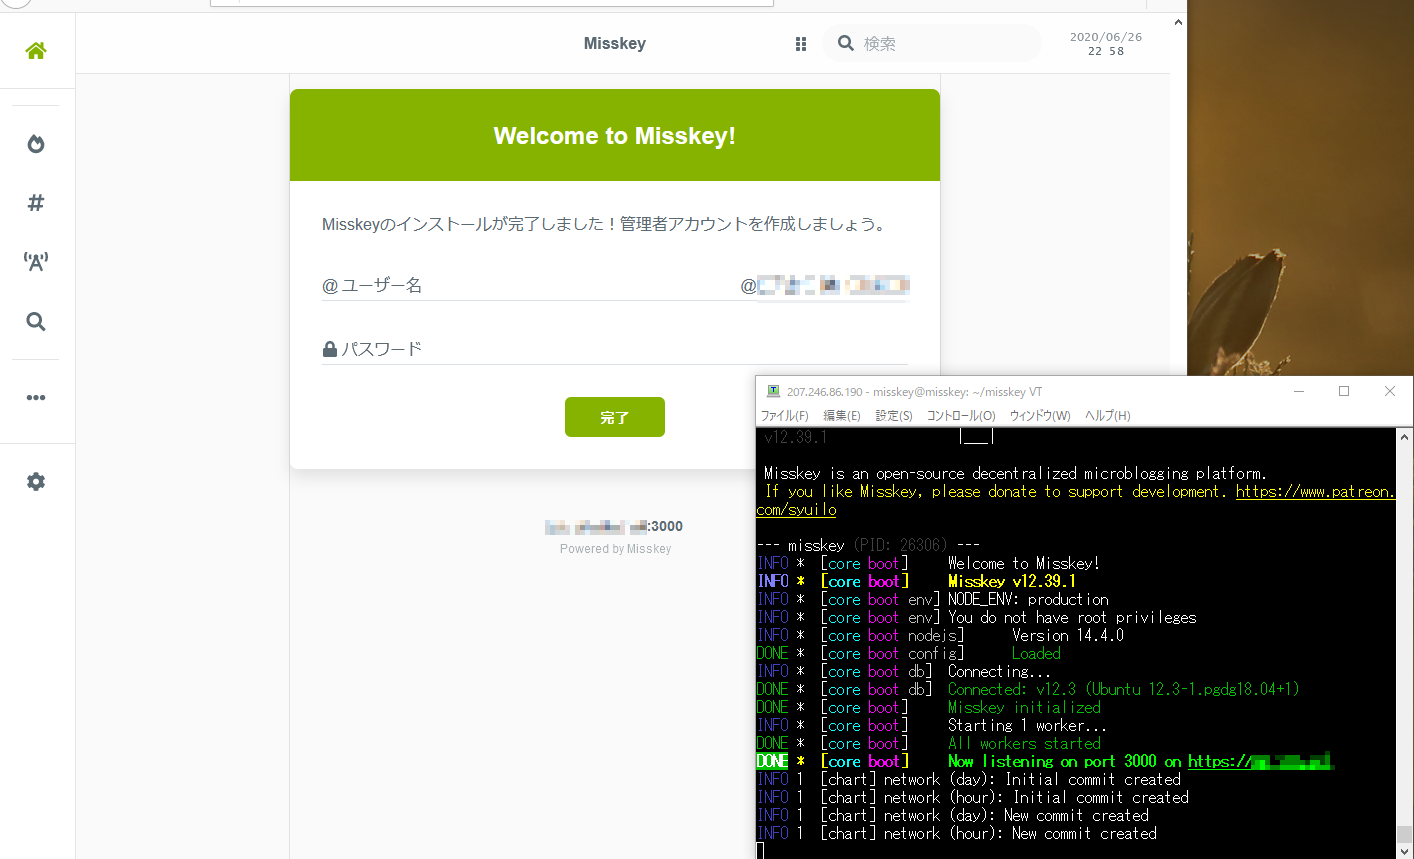 Misskey
検索
2020/06/26
22 58
Welcome to Misskey!
Misskeyのインストールが完了しました！管理者アカウントを作成しましょう。
@ ユーザー名
@
パスワード
完了
:3000
Powered by Misskey
207.246.86.190 - misskey@misskey: ~/misskey VT
ファイル(F) 編集(E) 設定(S) コントロール(O) ウィンドウ(W) ヘルプ(H)
v12.39.1 |___|
Misskey is an open-source decentralized microblogging platform.
If you like Misskey, please donate to support development. https://www.patreon.
com/syuilo
--- misskey (PID: 26306) ---
INFO * [core boot] Welcome to Misskey!
INFO * [core boot] Misskey v12.39.1
INFO * [core boot env] NODE_ENV: production
INFO * [core boot env] You do not have root privileges
INFO * [core boot nodejs] Version 14.4.0
DONE * [core boot config] Loaded
INFO * [core boot db] Connecting...
DONE * [core boot db] Connected: v12.3 (Ubuntu 12.3-1.pgdg18.04+1)
DONE * [core boot] Misskey initialized
INFO * [core boot] Starting 1 worker...
DONE * [core boot] All workers started
DONE * [core boot] Now listening on port 3000 on https://
INFO 1 [chart] network (day): Initial commit created
INFO 1 [chart] network (hour): Initial commit created
INFO 1 [chart] network (day): New commit created
INFO 1 [chart] network (hour): New commit created